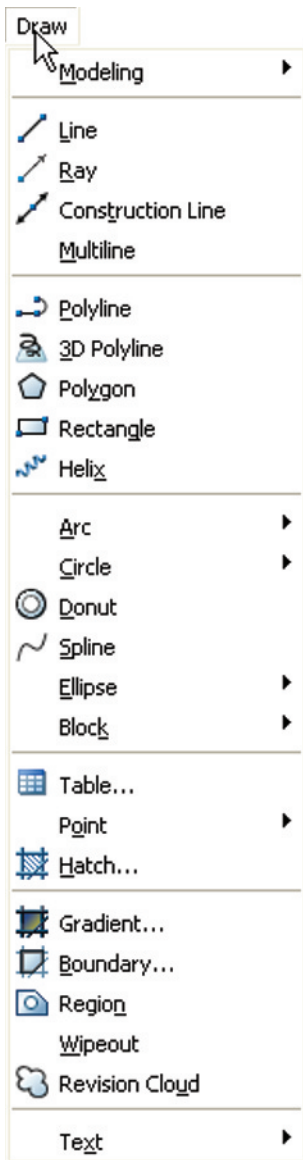 Draw
Modeling
Line
Ray
Construction Line
Multiline
Polyline
3D Polyline
Polygon
Rectangle
Helix
Arc
Circle
Donut
Spline
Ellipse
Block
Table...
Point
Hatch...
Gradient...
Boundary...
Region
Wipeout
Revision Cloud
Text